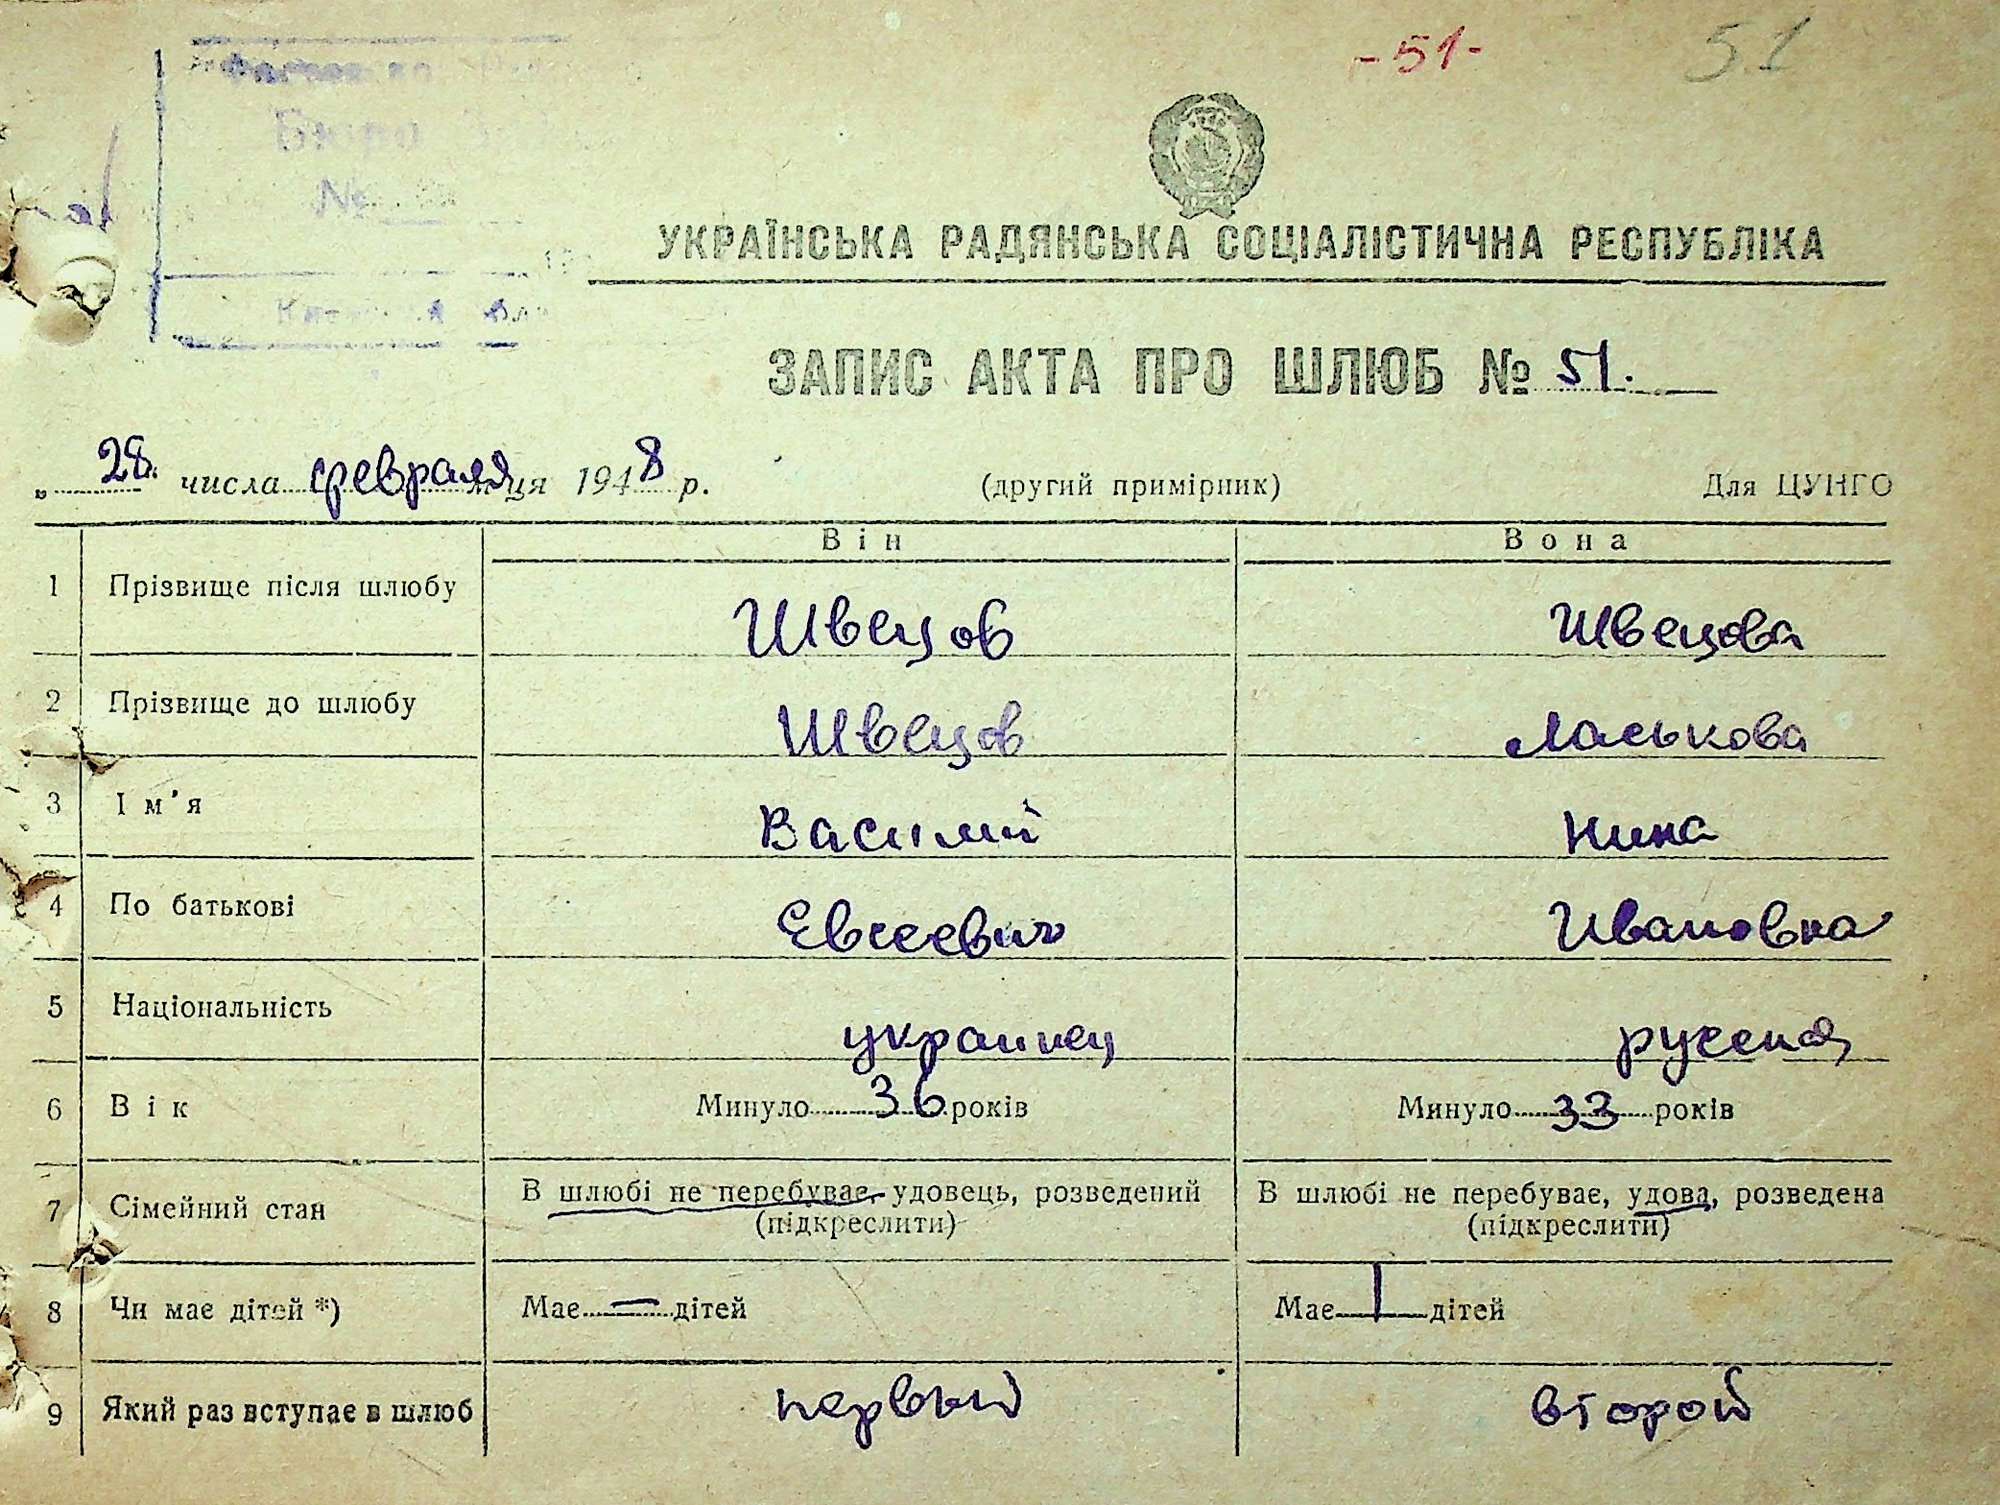 -51- 51
Бюро
№
УКРАЇНСЬКА РАДЯНСЬКА СОЦІАЛІСТИЧНА РЕСПУБЛІКА
ЗАПИС АКТА ПРО ШЛЮБ № 51.
„ 28. числа февраля м-ця 1948 р. (другий примірник) Для ЦУНГО
Він Вона
1 Прізвище після шлюбу Швецов Швецова
2 Прізвище до шлюбу Швецов Ласькова
3 Ім'я Василий Нина
4 По батькові Евсеевич Ивановна
5 Національність украинец русская
6 Вік Минуло 36 років Минуло 33 років
7 Сімейний стан В шлюбі не перебуває, удовець, розведений В шлюбі не перебуває, удова, розведена
(підкреслити) (підкреслити)
8 Чи має дітей *) Має — дітей Має 1 дітей
9 Який раз вступає в шлюб первый второй